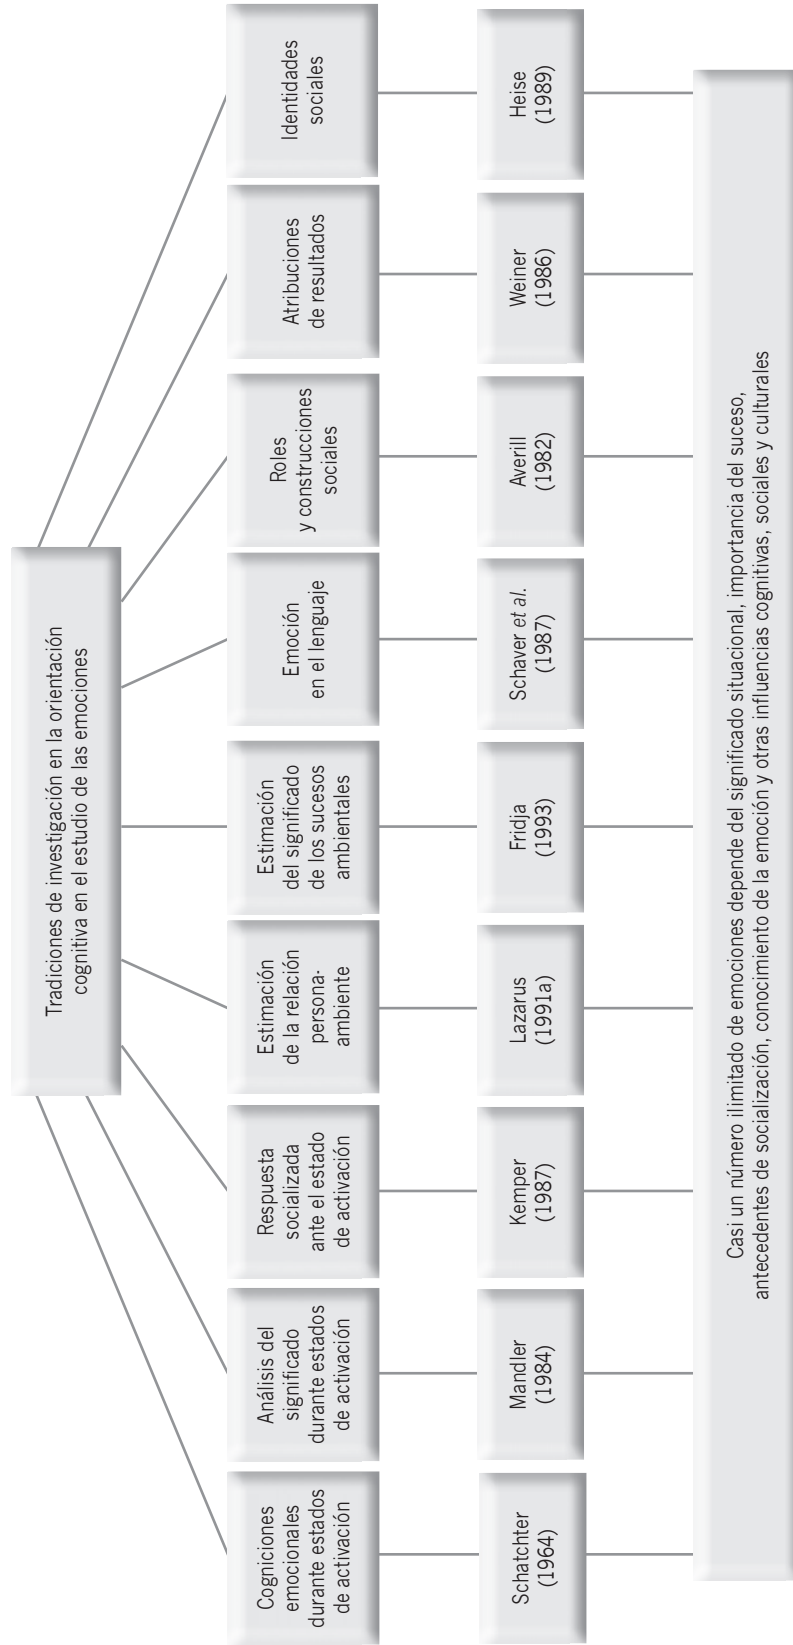 Tradiciones de investigación en la orientación
cognitiva en el estudio de las emociones
Cogniciones
emocionales
durante estados
de activación
Análisis del
significado
durante estados
de activación
Respuesta
socializada
ante el estado
de activación
Estimación
de la relación
persona-
ambiente
Estimación
del significado
de los sucesos
ambientales
Emoción
en el lenguaje
Roles
y construcciones
sociales
Atribuciones
de resultados
Identidades
sociales
Schatchter
(1964)
Mandler
(1984)
Kemper
(1987)
Lazarus
(1991a)
Fridja
(1993)
Schaver et al.
(1987)
Averill
(1982)
Weiner
(1986)
Heise
(1989)
Casi un número ilimitado de emociones depende del significado situacional, importancia del suceso,
antecedentes de socialización, conocimiento de la emoción y otras influencias cognitivas, sociales y culturales